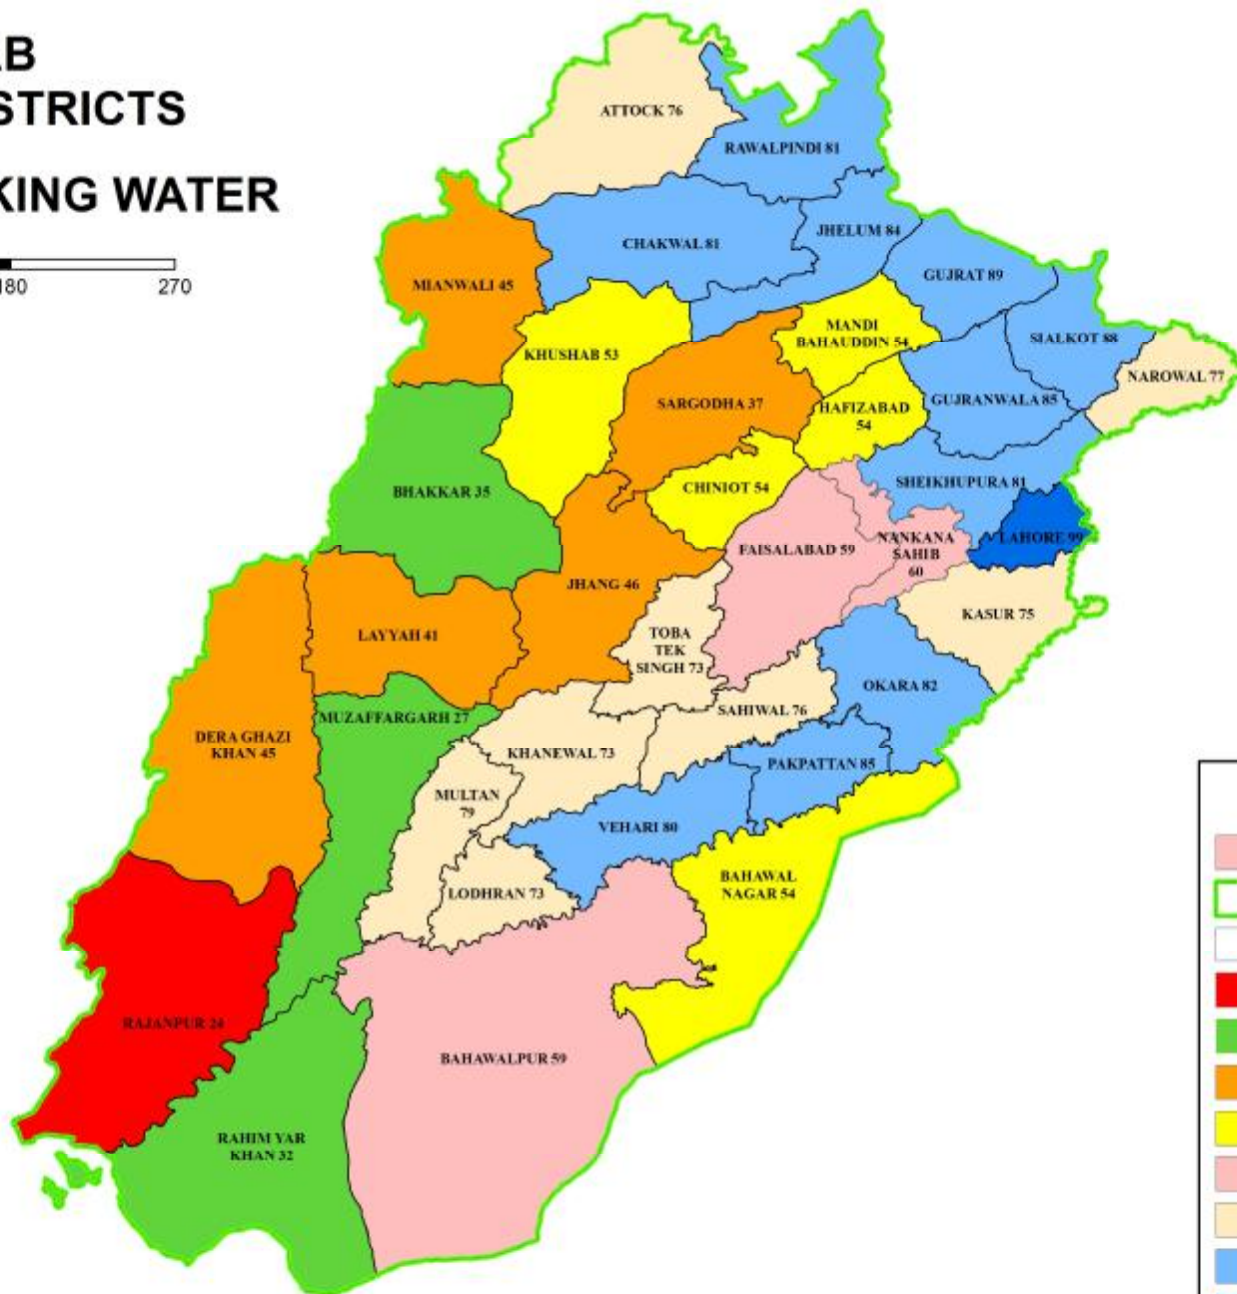 AB
STRICTS
KING WATER
180 270
ATTOCK 76
RAWALPINDI 81
CHAKWAL 81
JHELUM 84
GUJRAT 89
MIANWALI 45
MANDI
BAHAUDDIN 54
SIALKOT 88
KHUSHAB 53
NAROWAL 77
SARGODHA 37
HAFIZABAD
54
GUJRANWALA 85
BHAKKAR 35
CHINIOT 54
SHEIKHUPURA 81
LAHORE 99
FAISALABAD 59
NANKANA
SAHIB
60
JHANG 46
KASUR 75
LAYYAH 41
TOBA
TEK
SINGH 73
OKARA 82
MUZAFFARGARH 27
SAHIWAL 76
DERA GHAZI
KHAN 45
KHANEWAL 73
PAKPATTAN 85
MULTAN
79
VEHARI 80
LODHRAN 73
BAHAWAL
NAGAR 54
RAJANPUR 24
BAHAWALPUR 59
RAHIM YAR
KHAN 32